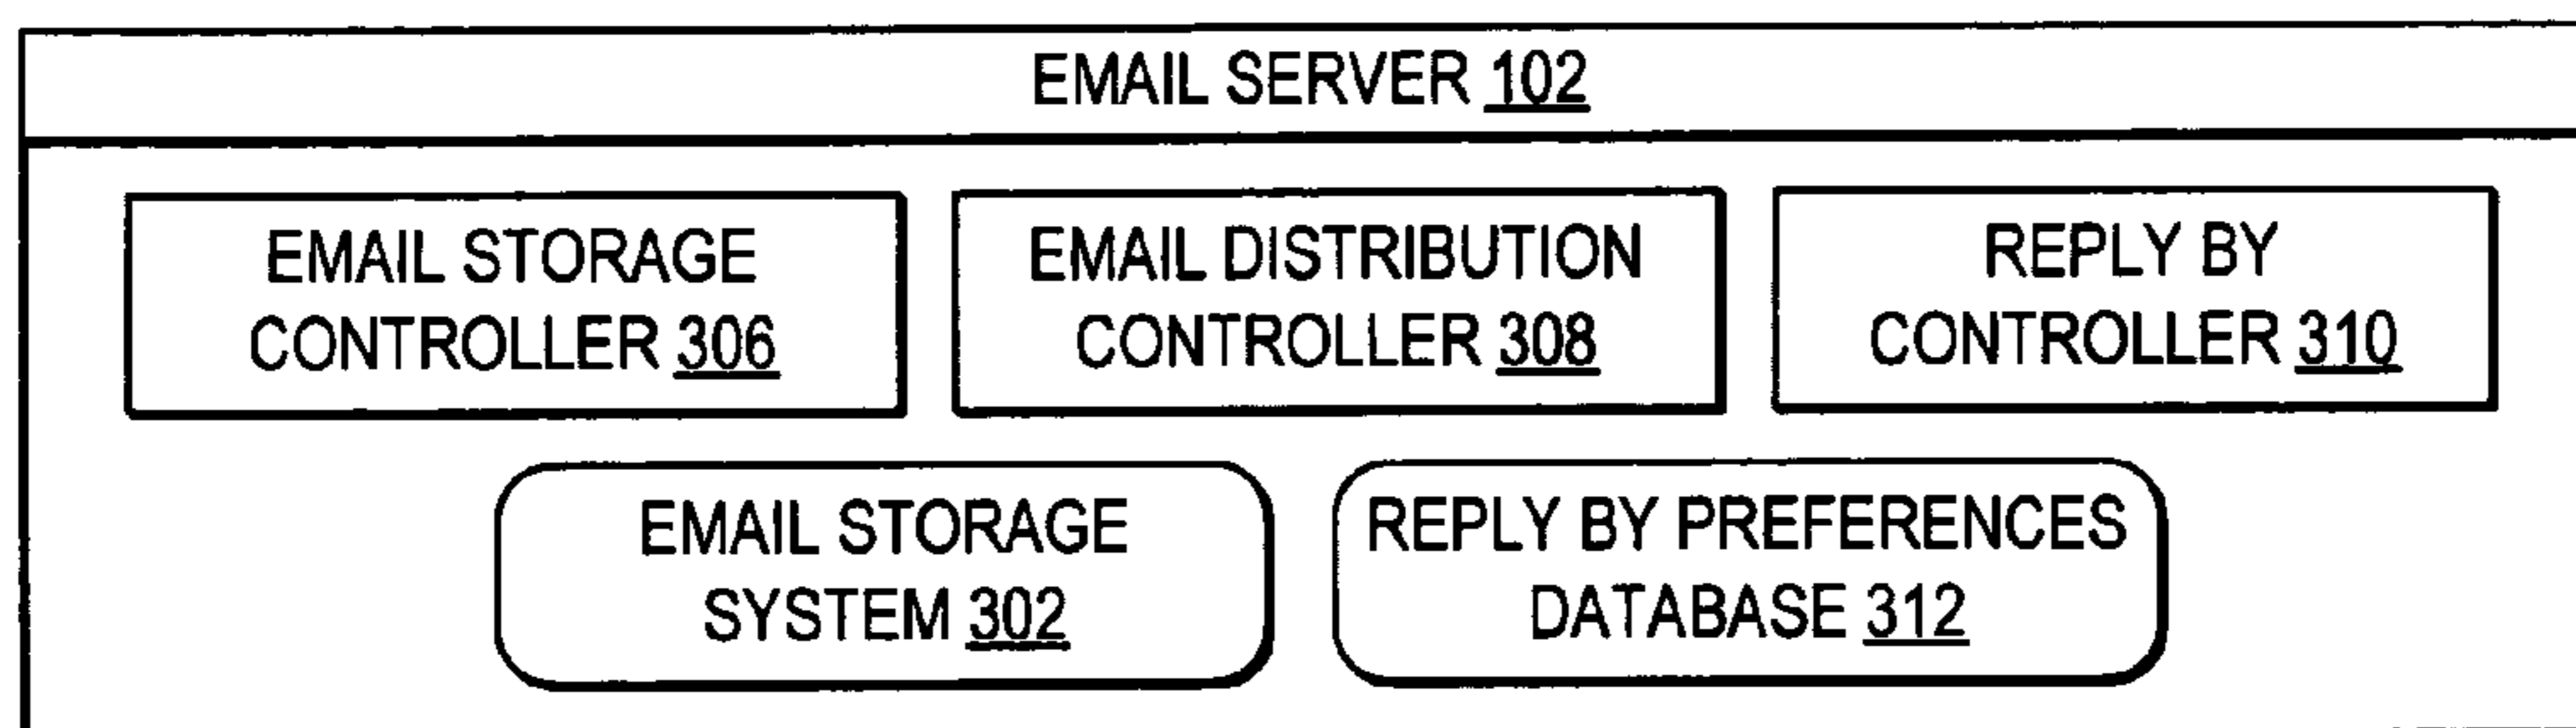 EMAIL SERVER 102
EMAIL STORAGE
CONTROLLER 306
EMAIL DISTRIBUTION
CONTROLLER 308
REPLY BY
CONTROLLER 310
EMAIL STORAGE
SYSTEM 302
REPLY BY PREFERENCES
DATABASE 312